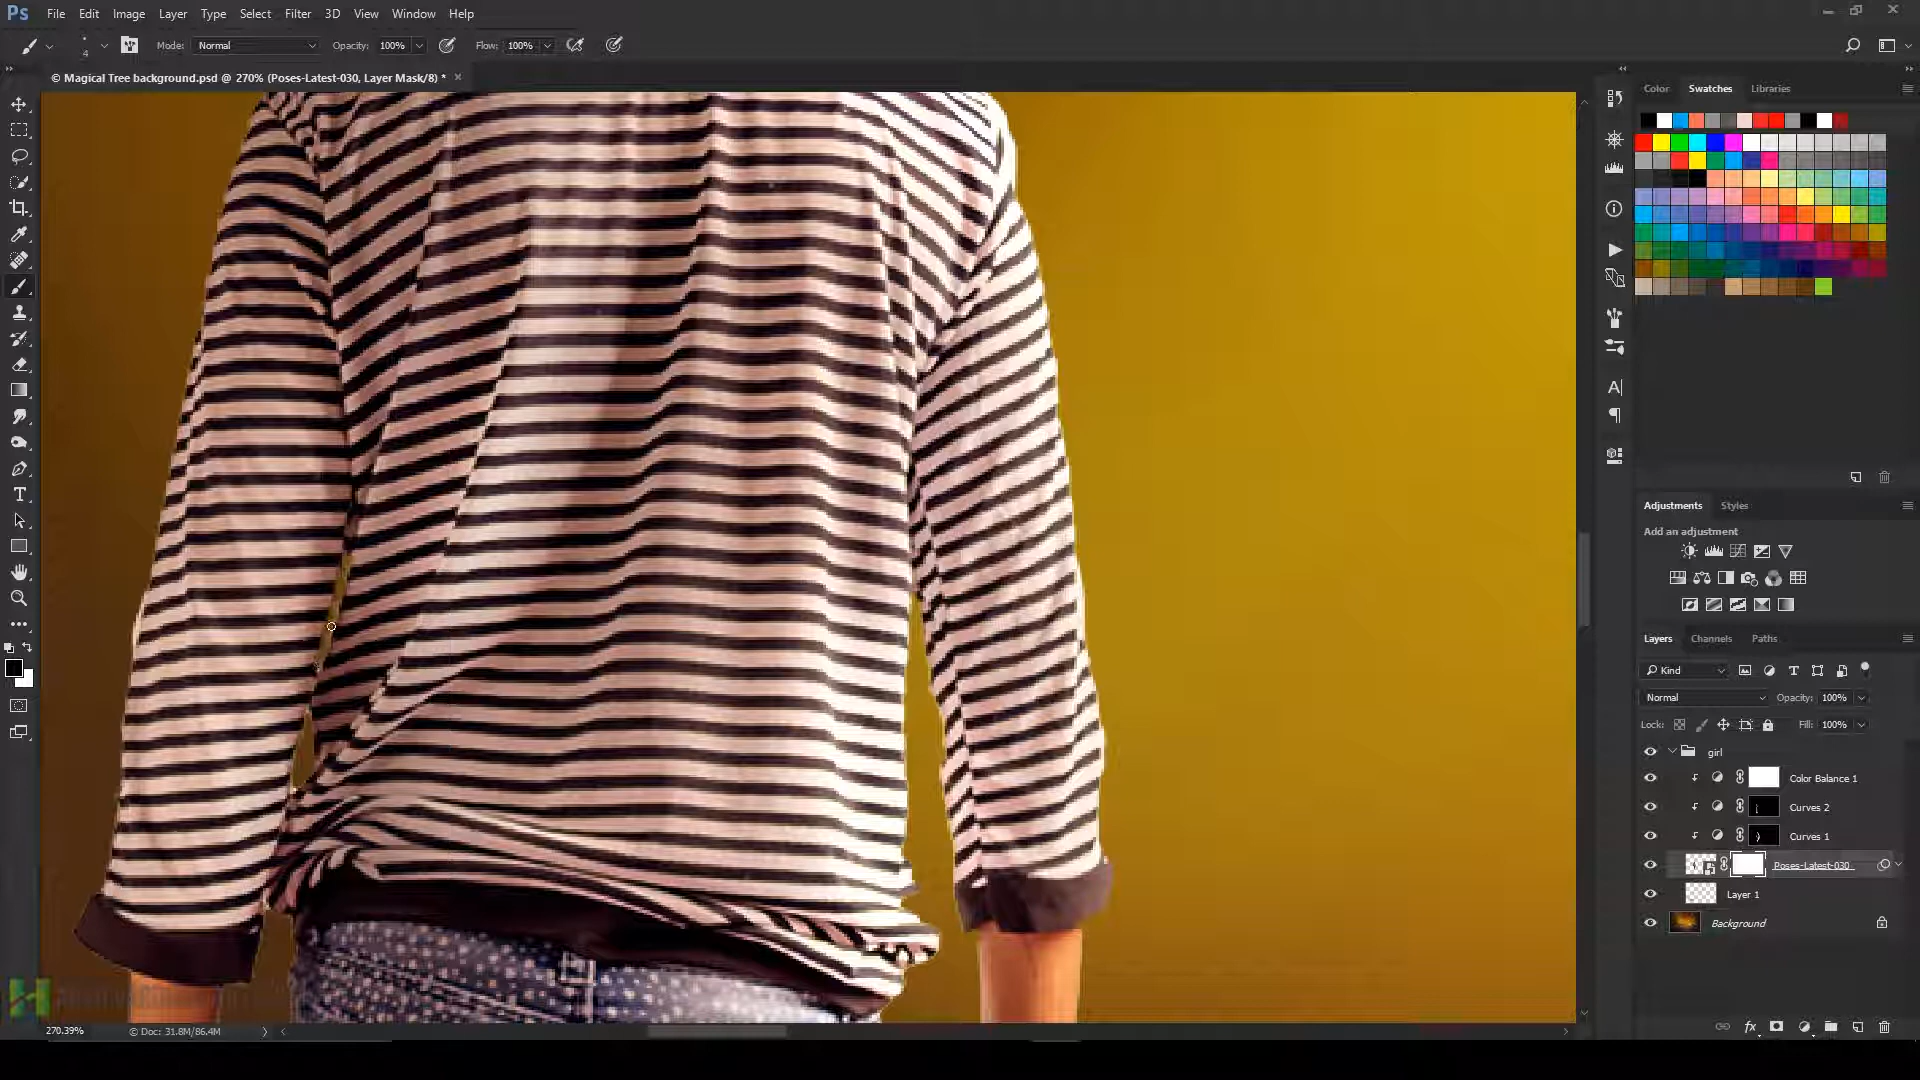 Ps File Edit Image Layer Type Select Filter 3D View Window Help
4 Mode: Normal Opacity: 100% Flow: 100%
© Magical Tree background.psd @ 270% (Poses-Latest-030, Layer Mask/8) * ×
Color Swatches Libraries
Adjustments Styles
Add an adjustment
Layers Channels Paths
Kind
Normal Opacity: 100%
Lock: Fill: 100%
girl
Color Balance 1
Curves 2
Curves 1
Poses-Latest-030
Layer 1
Background
270.39% © Doc: 31.8M/86.4M